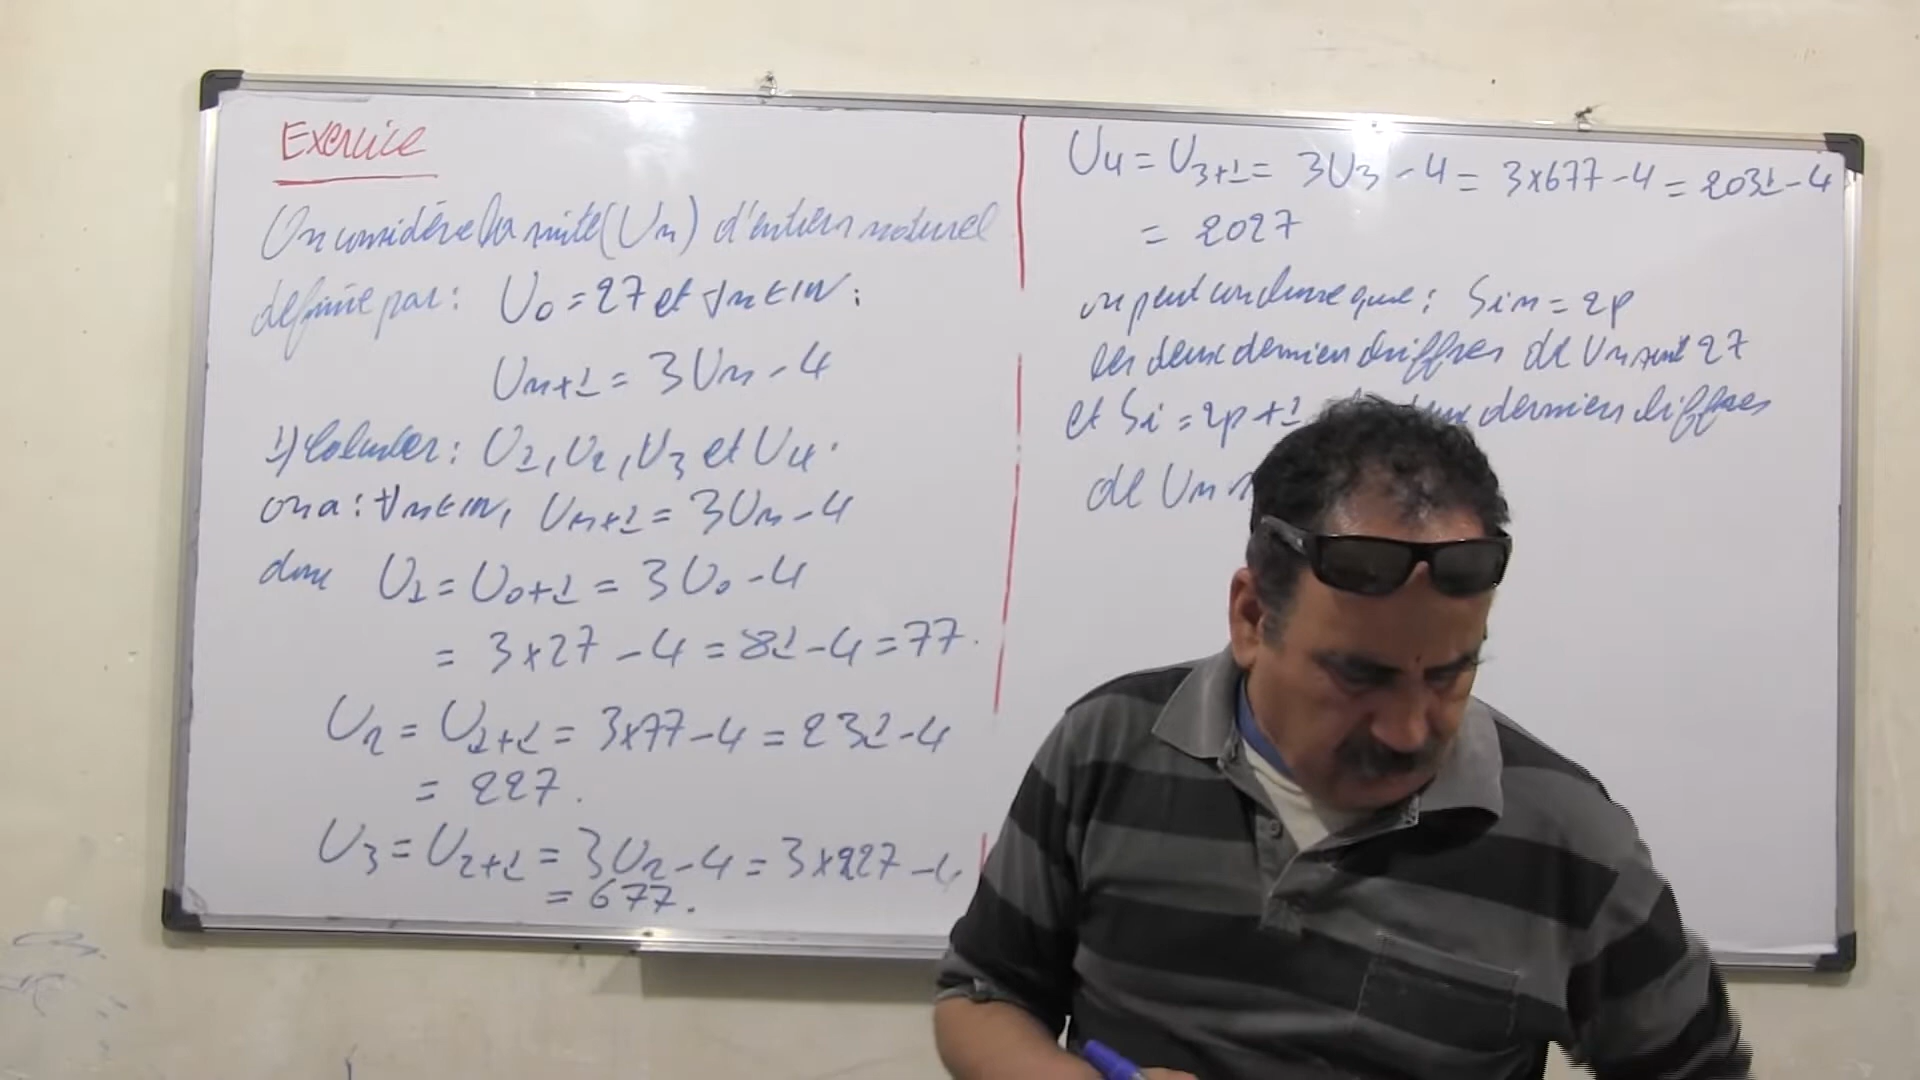 Exercice
On considère la suite (Un) d'entiers naturel
définie par : U0 = 27 et ∀n∈IN :
Un+1 = 3Un - 4
1) Calculer : U1, U2, U3 et U4.
on a : ∀n∈IN, Un+1 = 3Un - 4
donc U1 = U0+1 = 3U0 - 4
= 3×27 - 4 = 81 - 4 = 77.
U2 = U1+1 = 3×77 - 4 = 231 - 4
= 227.
U3 = U2+1 = 3U2 - 4 = 3×227 - 4
= 677.
U4 = U3+1 = 3U3 - 4 = 3×677 - 4 = 2031 - 4
= 2027
on peut conclure que : Si n = 2p
les deux derniers chiffres de Un sont 27
et Si = 2p+1 derniers chiffres
de Un